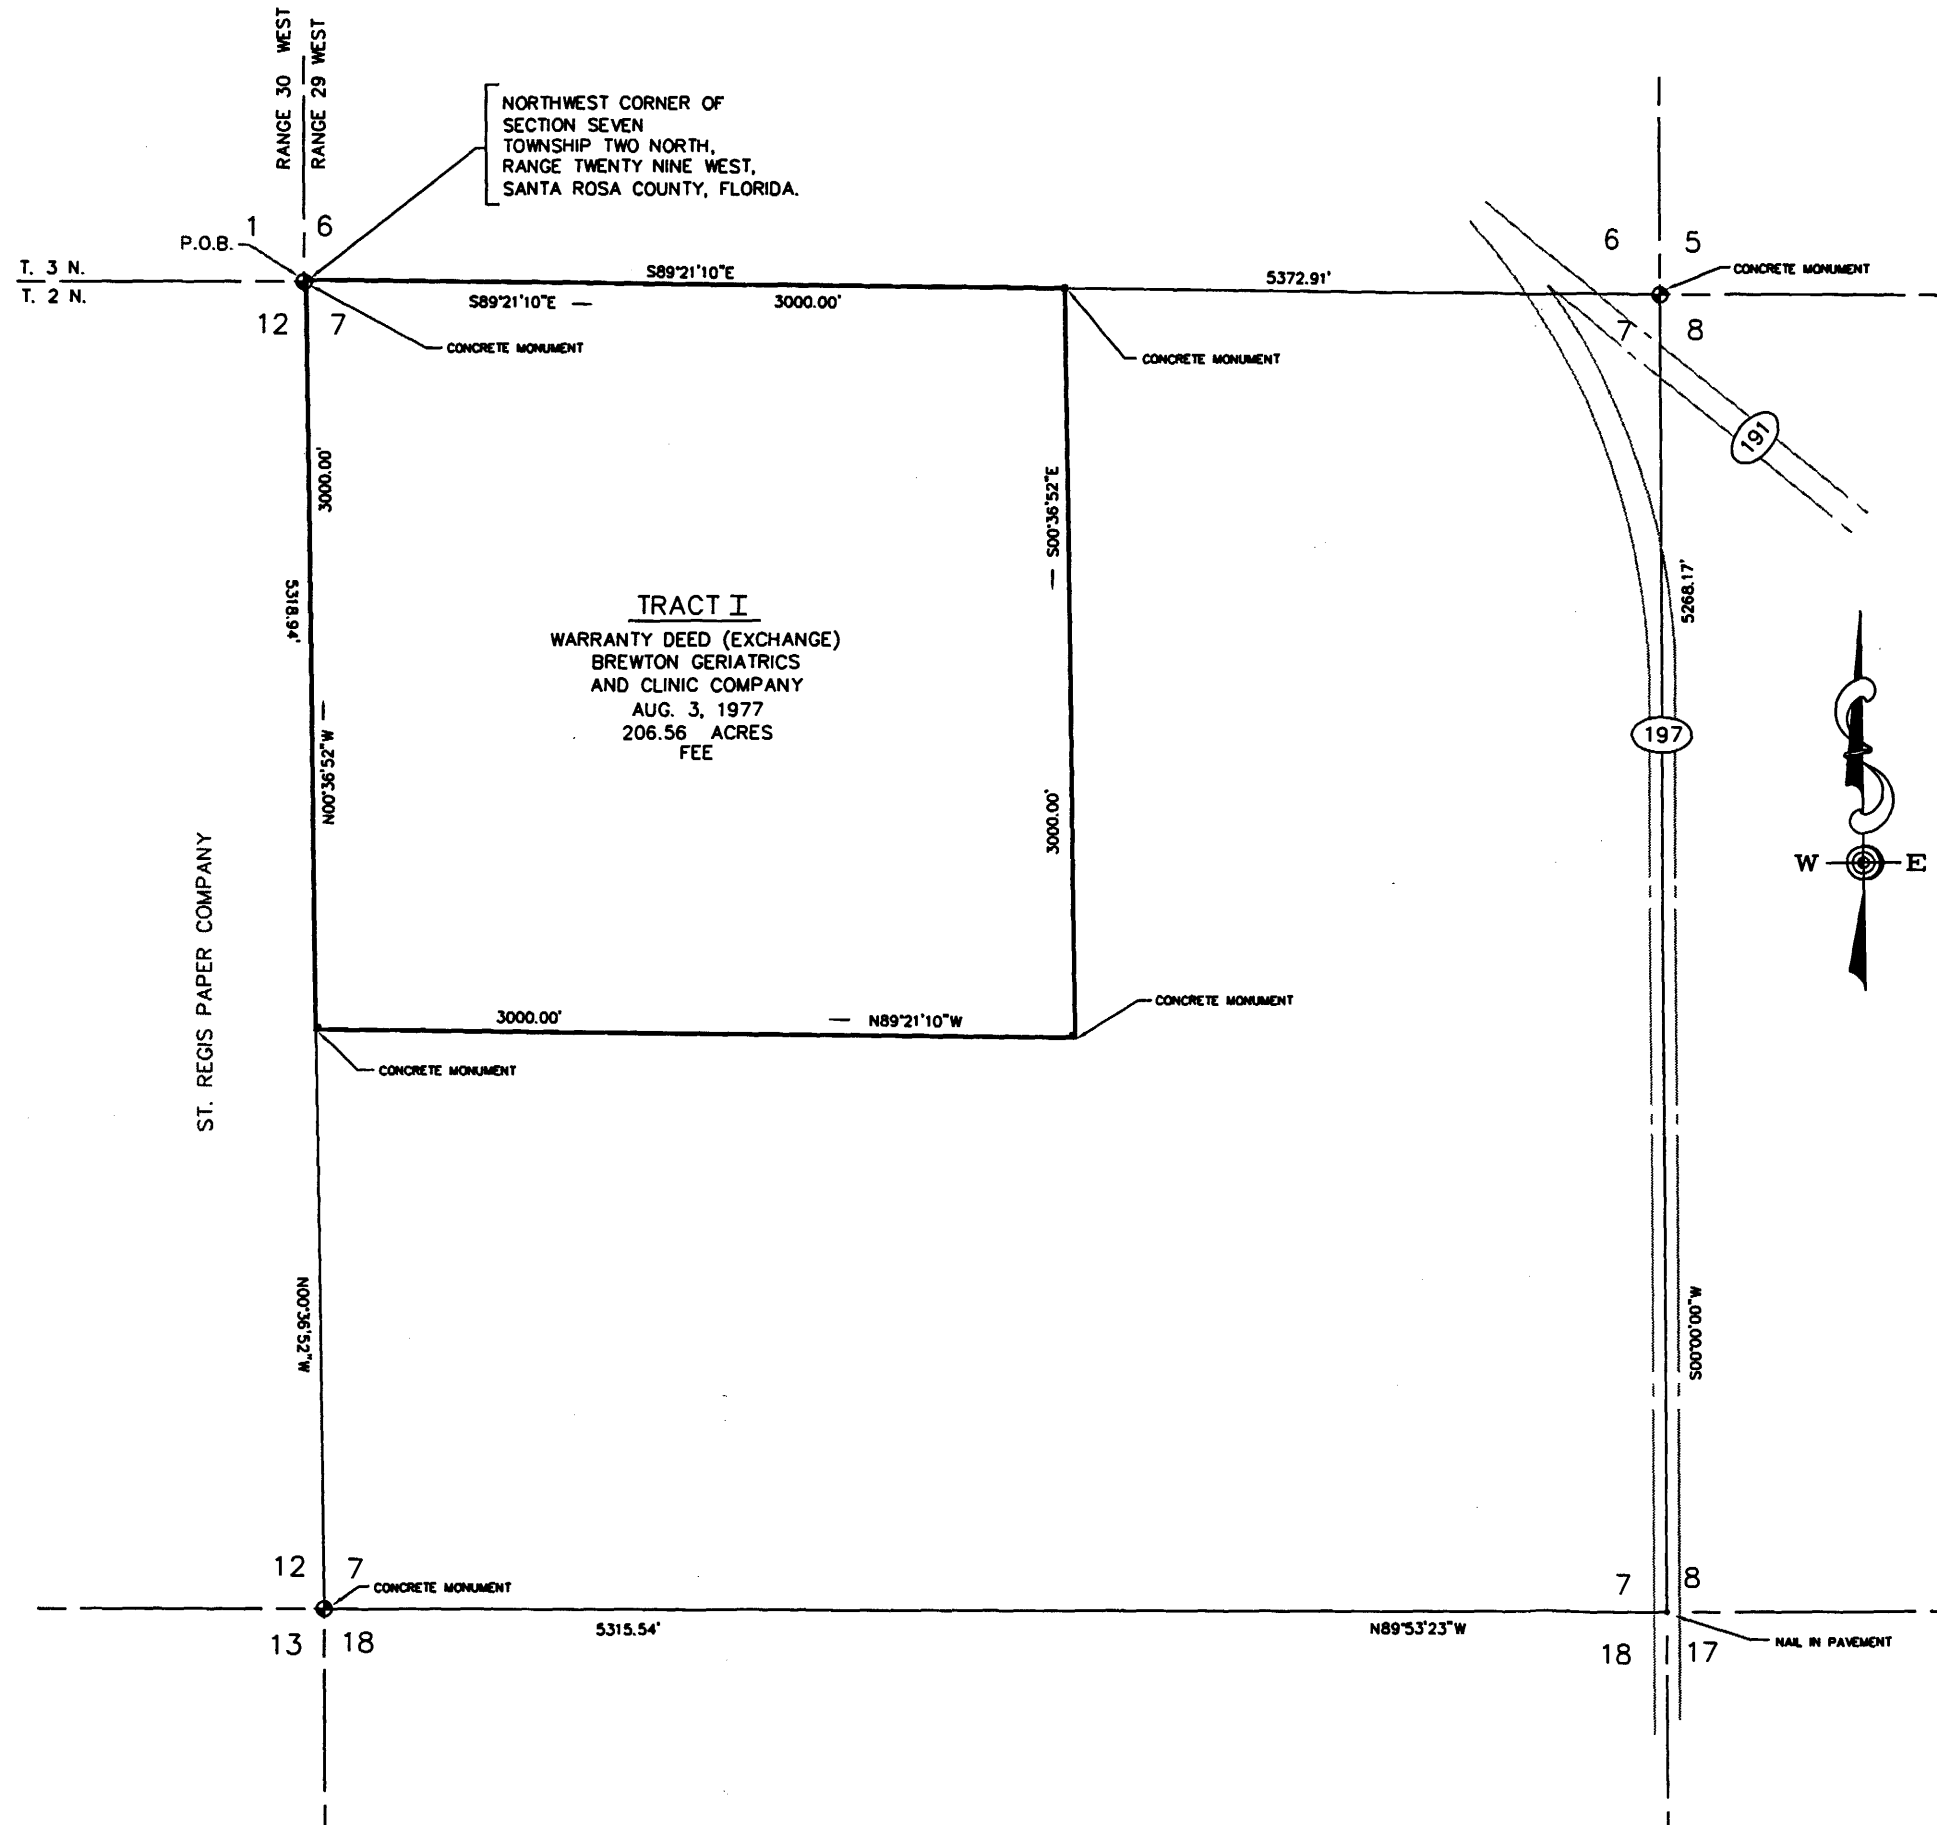 RANGE 30 WEST
RANGE 29 WEST
NORTHWEST CORNER OF
SECTION SEVEN
TOWNSHIP TWO NORTH,
RANGE TWENTY NINE WEST,
SANTA ROSA COUNTY, FLORIDA.
1 6
P.O.B.
6 5
T. 3 N.
T. 2 N.
S89°21'10"E
5372.91'
CONCRETE MONUMENT
S89°21'10"E — 3000.00'
12 7
7 8
CONCRETE MONUMENT
CONCRETE MONUMENT
191
3000.00'
— S00°36'52"E
5318.94'
5268.17'
TRACT I
WARRANTY DEED (EXCHANGE)
BREWTON GERIATRICS
AND CLINIC COMPANY
AUG. 3, 1977
206.56 ACRES
FEE
N00°36'52"W —
197
3000.00'
W E
ST. REGIS PAPER COMPANY
3000.00' — N89°21'10"W
CONCRETE MONUMENT
CONCRETE MONUMENT
N00°36'52"W
S00°00'00"W
12 7
CONCRETE MONUMENT
7 8
13 18
5315.54'
N89°53'23"W
18 17
NAIL IN PAVEMENT